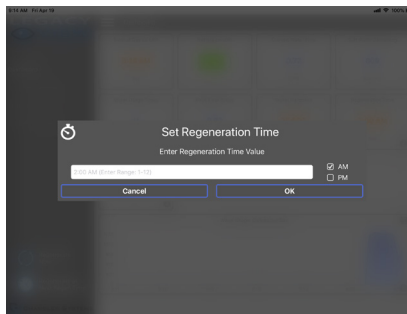 8:14 AM Fri Apr 19
100%
Set Regeneration Time
Enter Regeneration Time Value
2:00 AM (Enter Range: 1-12)
AM
PM
Cancel
OK